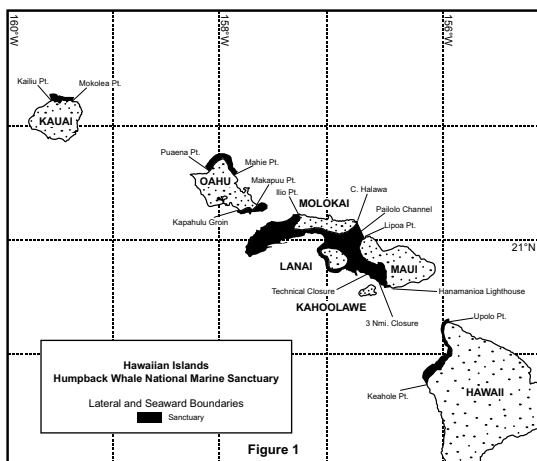 160°W
158°W
156°W
Kailiu Pt.
Mokolea Pt.
KAUAI
Puaena Pt.
Mahie Pt.
OAHU
Makapuu Pt.
Ilio Pt.
MOLOKAI
C. Halawa
Kapahulu Groin
Pailolo Channel
Lipoa Pt.
21°N
LANAI
MAUI
Technical Closure
Hanamanioa Lighthouse
KAHOOLAWE
3 Nmi. Closure
Upolo Pt.
Hawaiian Islands
Humpback Whale National Marine Sanctuary
Lateral and Seaward Boundaries
Sanctuary
Keahole Pt.
HAWAII
Figure 1